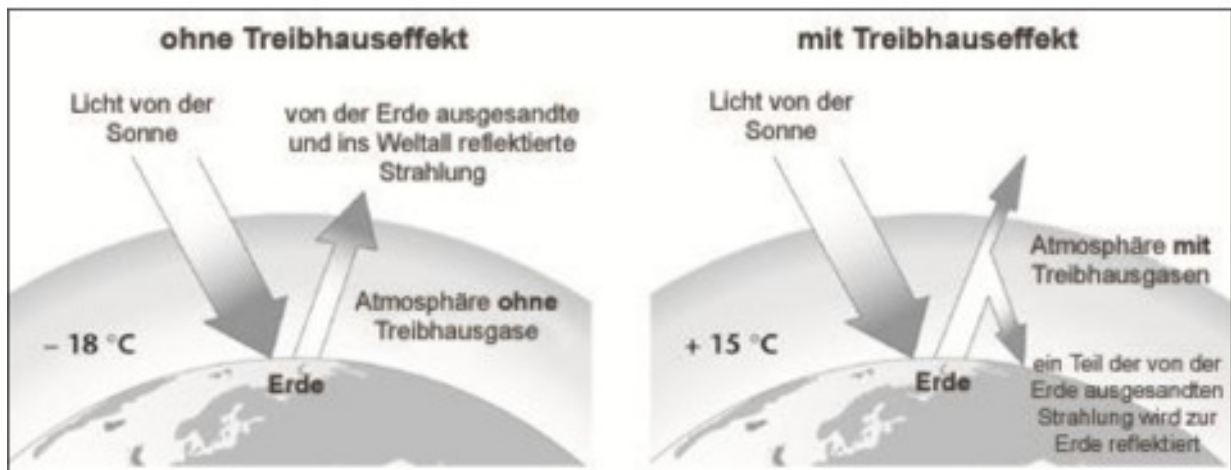 ohne Treibhauseffekt
Licht von der
Sonne
von der Erde ausgesandte
und ins Weltall reflektierte
Strahlung
Atmosphäre ohne
Treibhausgase
– 18 °C
Erde
mit Treibhauseffekt
Licht von der
Sonne
Atmosphäre mit
Treibhausgasen
+ 15 °C
Erde
ein Teil der von der
Erde ausgesandten
Strahlung wird zur
Erde reflektiert